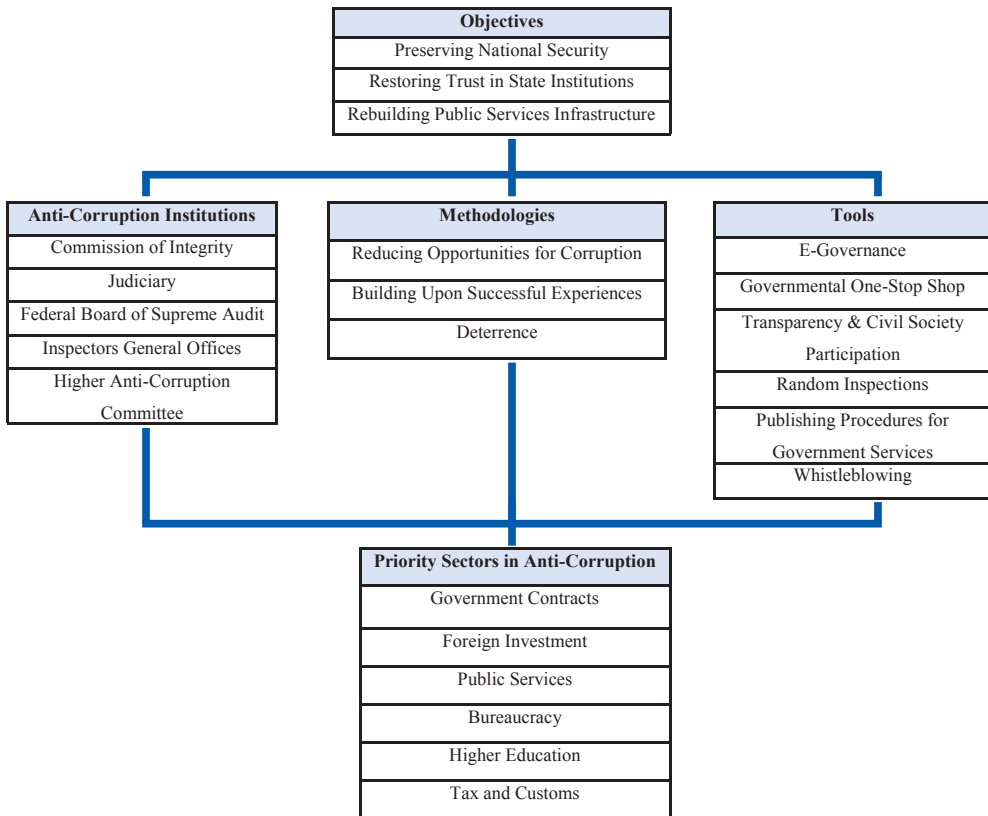 Objectives
Preserving National Security
Restoring Trust in State Institutions
Rebuilding Public Services Infrastructure
Anti-Corruption Institutions
Commission of Integrity
Judiciary
Federal Board of Supreme Audit
Inspectors General Offices
Higher Anti-Corruption
Committee
Methodologies
Reducing Opportunities for Corruption
Building Upon Successful Experiences
Deterrence
Tools
E-Governance
Governmental One-Stop Shop
Transparency & Civil Society
Participation
Random Inspections
Publishing Procedures for
Government Services
Whistleblowing
Priority Sectors in Anti-Corruption
Government Contracts
Foreign Investment
Public Services
Bureaucracy
Higher Education
Tax and Customs